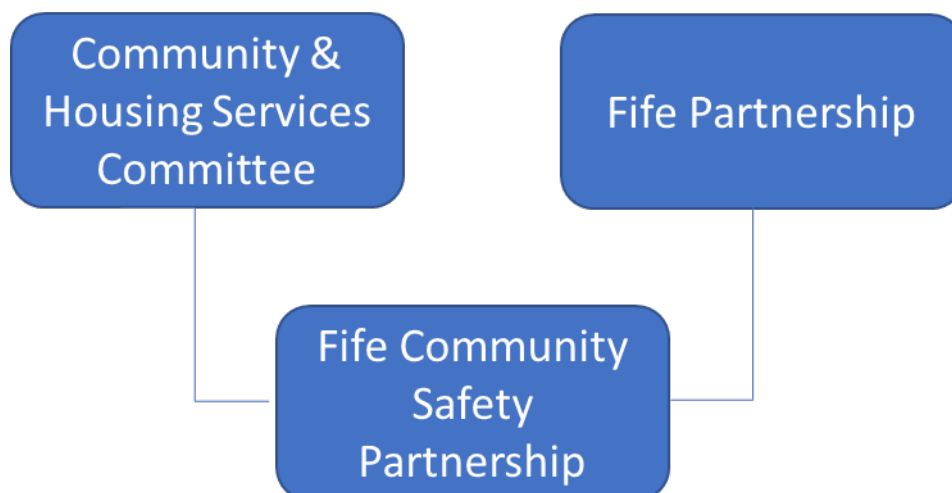 Community &
Housing Services
Committee
Fife Partnership
Fife Community
Safety
Partnership